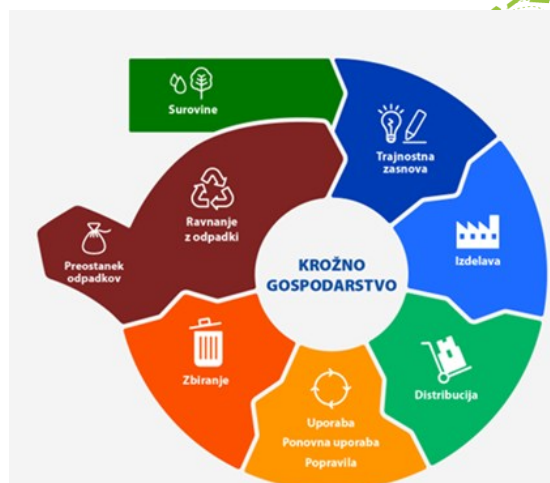 Surovine
Trajnostna
zasnova
Izdelava
Distribucija
Uporaba
Ponovna uporaba
Popravila
Zbiranje
Ravnanje
z odpadki
Preostanek
odpadkov
KROŽNO
GOSPODARSTVO